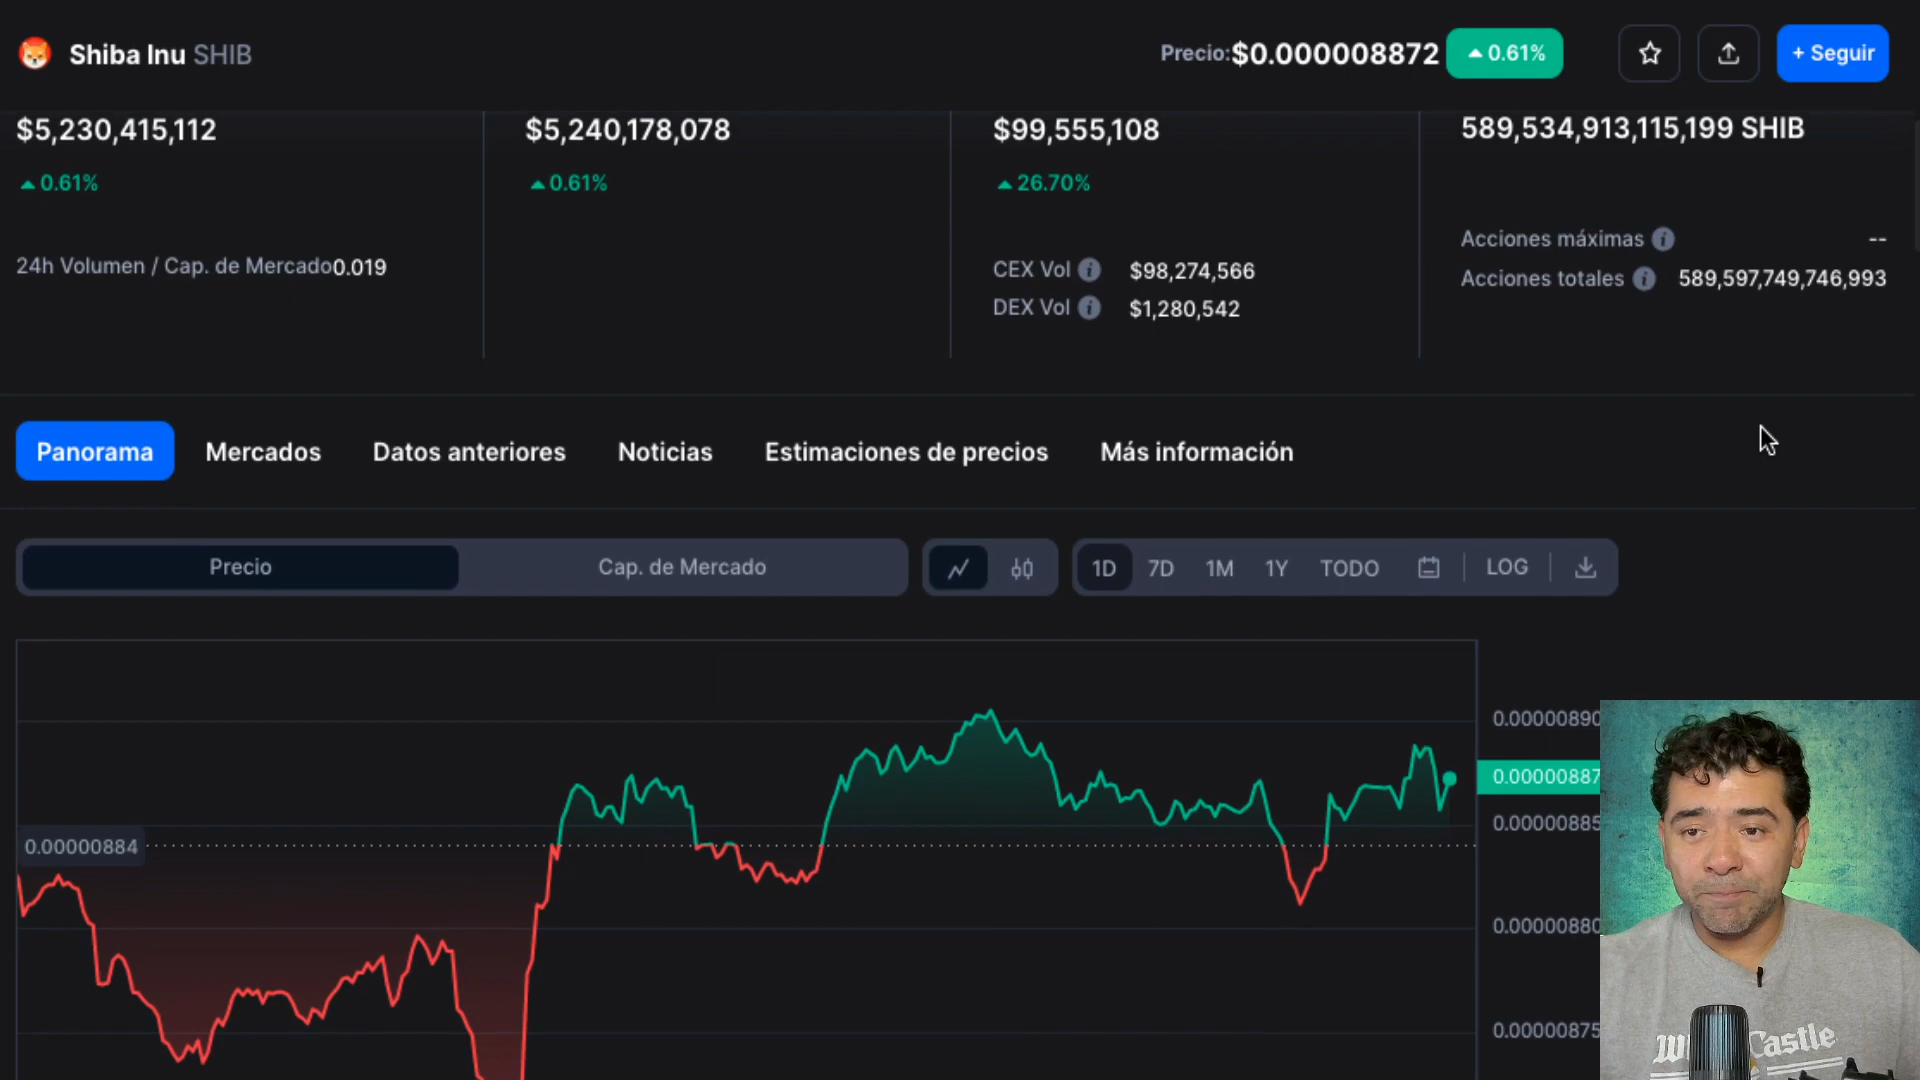 Shiba Inu SHIB
Precio: $0.000008872 0.61%
+ Seguir
$5,230,415,112
0.61%
24h Volumen / Cap. de Mercado 0.019
$5,240,178,078
0.61%
$99,555,108
26.70%
CEX Vol $98,274,566
DEX Vol $1,280,542
589,534,913,115,199 SHIB
Acciones máximas --
Acciones totales 589,597,749,746,993
Panorama Mercados Datos anteriores Noticias Estimaciones de precios Más información
Precio Cap. de Mercado
1D 7D 1M 1Y TODO LOG
0.00000890
0.00000887
0.00000885
0.00000884
0.00000880
0.00000875
Castle